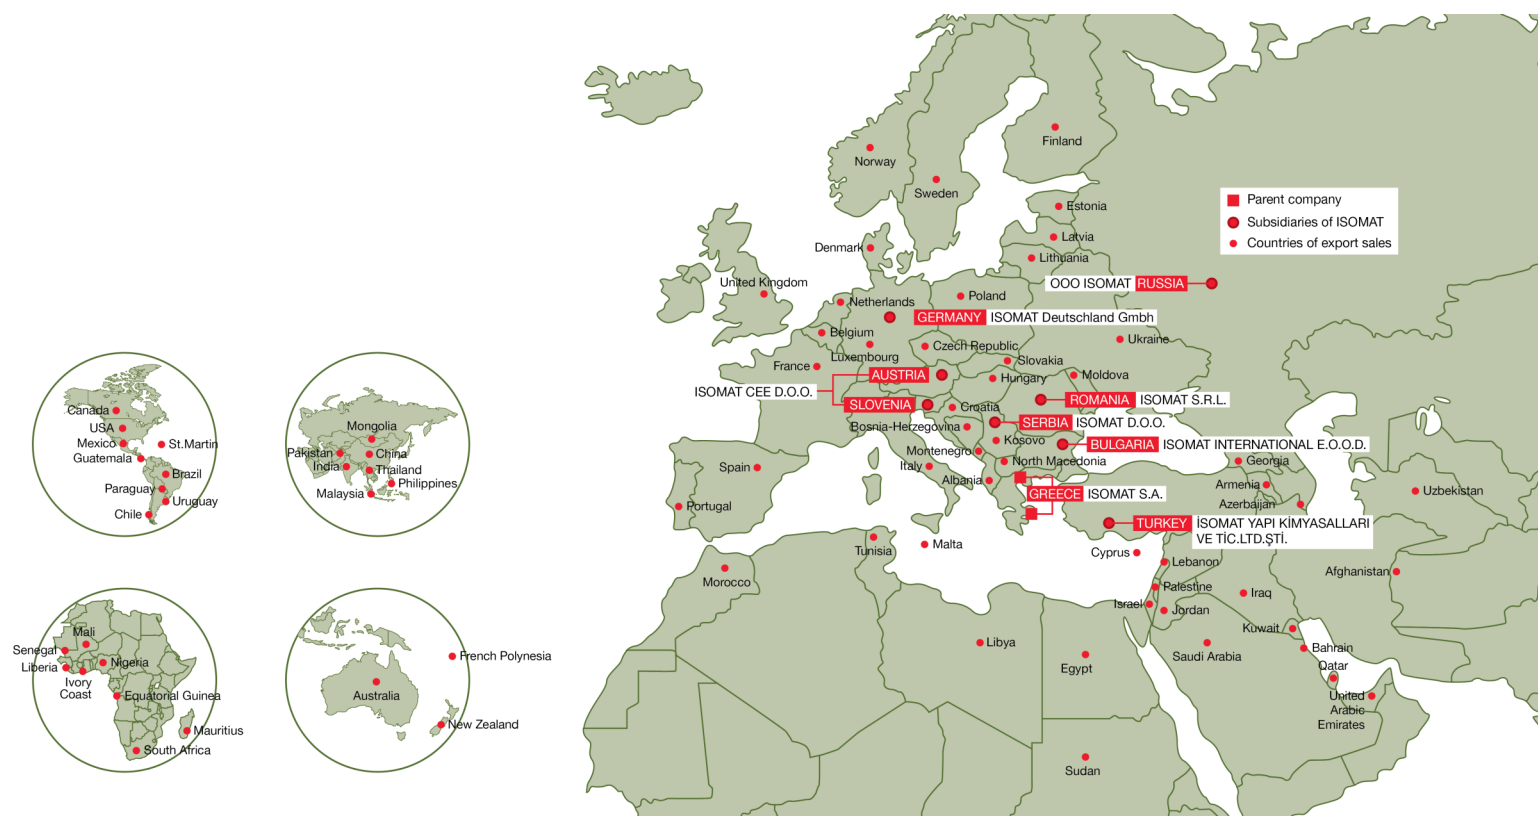 Finland
Norway
Sweden
Parent company
Subsidiaries of ISOMAT
Countries of export sales
Estonia
Latvia
Denmark
Lithuania
United Kingdom
OOO ISOMAT RUSSIA
Netherlands
Poland
GERMANY ISOMAT Deutschland Gmbh
Belgium
Ukraine
Czech Republic
Luxembourg
Slovakia
France
AUSTRIA
Hungary
Moldova
ISOMAT CEE D.O.O.
SLOVENIA
Croatia
ROMANIA ISOMAT S.R.L.
Bosnia-Herzegovina
SERBIA ISOMAT D.O.O.
Kosovo
BULGARIA ISOMAT INTERNATIONAL E.O.O.D.
Montenegro
Italy
North Macedonia
Georgia
Spain
Albania
Armenia
GREECE ISOMAT S.A.
Uzbekistan
Portugal
Azerbaijan
TURKEY İSOMAT YAPI KİMYASALLARI
VE TİC.LTD.ŞTİ.
Tunisia
Malta
Cyprus
Lebanon
Morocco
Afghanistan
Palestine
Iraq
Israel
Jordan
Kuwait
Libya
Egypt
Saudi Arabia
Bahrain
Qatar
United
Arabic
Emirates
Sudan
Canada
USA
Mexico
St.Martin
Guatemala
Brazil
Paraguay
Uruguay
Chile
Mongolia
Pakistan
China
India
Thailand
Philippines
Malaysia
Mali
Senegal
Liberia
Nigeria
Ivory
Coast
Equatorial Guinea
Mauritius
South Africa
French Polynesia
Australia
New Zealand